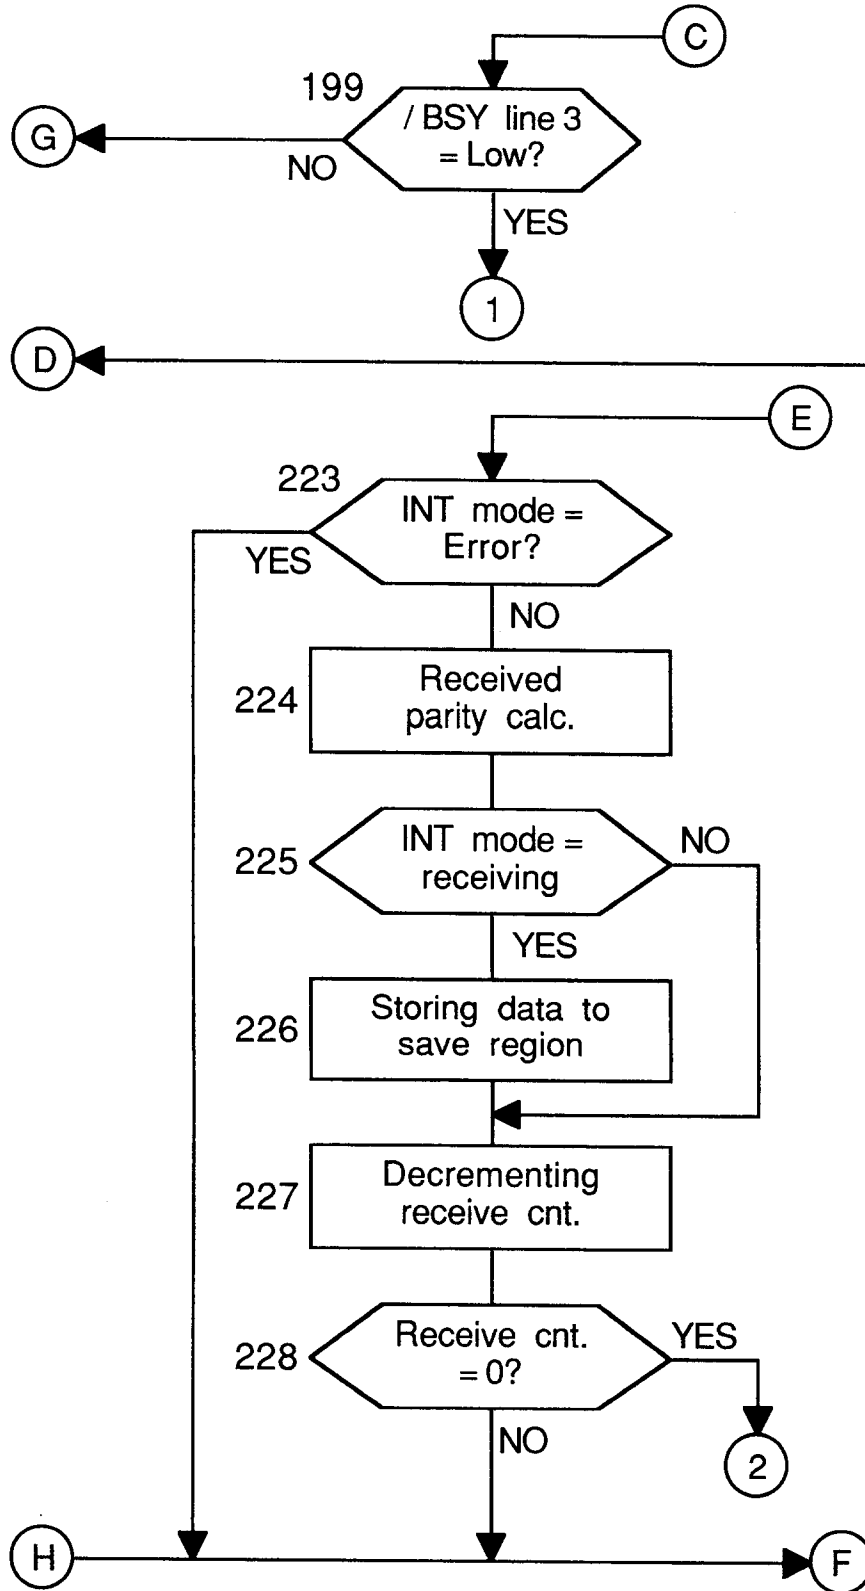 C
199
/ BSY line 3
= Low?
G
NO
YES
1
D
E
223
INT mode =
Error?
YES
NO
224
Received
parity calc.
225
INT mode =
receiving
NO
YES
226
Storing data to
save region
227
Decrementing
receive cnt.
228
Receive cnt.
= 0?
YES
NO
2
H
F